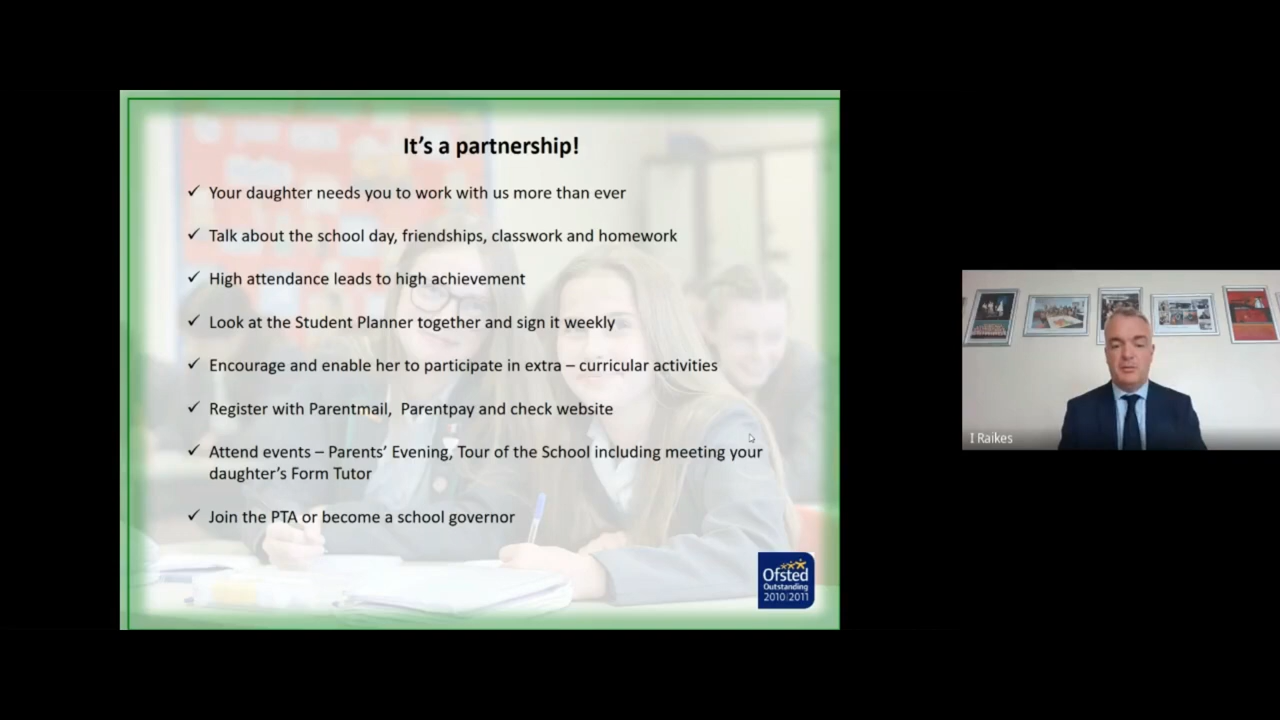 It's a partnership!
✓ Your daughter needs you to work with us more than ever
✓ Talk about the school day, friendships, classwork and homework
✓ High attendance leads to high achievement
✓ Look at the Student Planner together and sign it weekly
✓ Encourage and enable her to participate in extra – curricular activities
✓ Register with Parentmail,  Parentpay and check website
✓ Attend events – Parents' Evening, Tour of the School including meeting your
daughter's Form Tutor
✓ Join the PTA or become a school governor
Ofsted
Outstanding
2010|2011
I Raikes